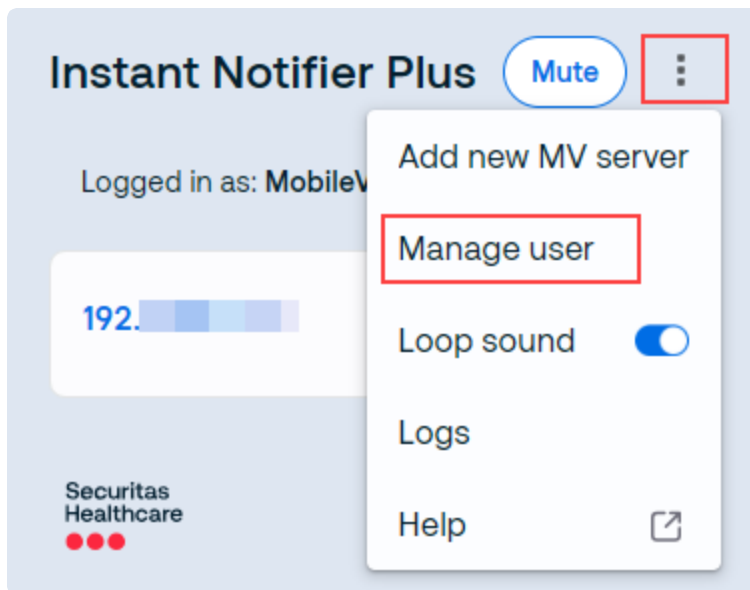 Instant Notifier Plus
Mute
Add new MV server
Logged in as: Mobile
Manage user
192.
Loop sound
Logs
Securitas
Healthcare
Help